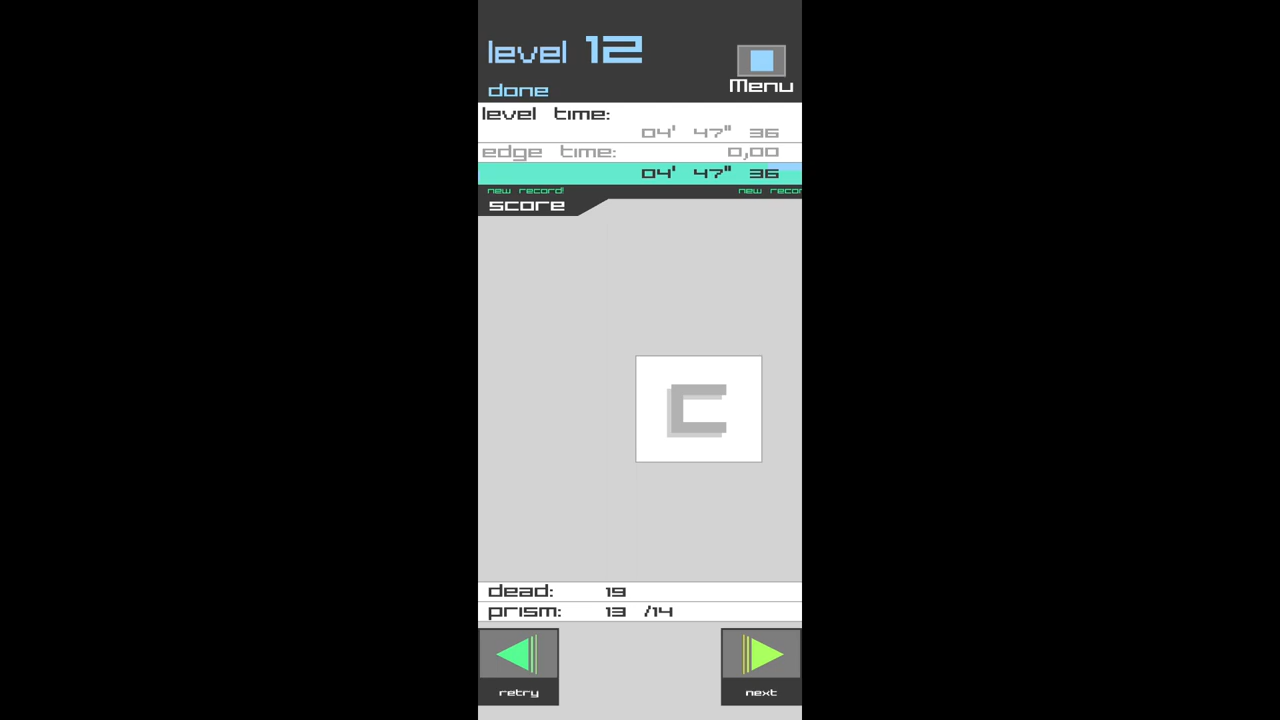 level 12
done
Menu
level time:
04' 47" 36
edge time: 0,00
04' 47" 36
new record! new recor
score
C
dead: 19
prism: 13 /14
retry
next